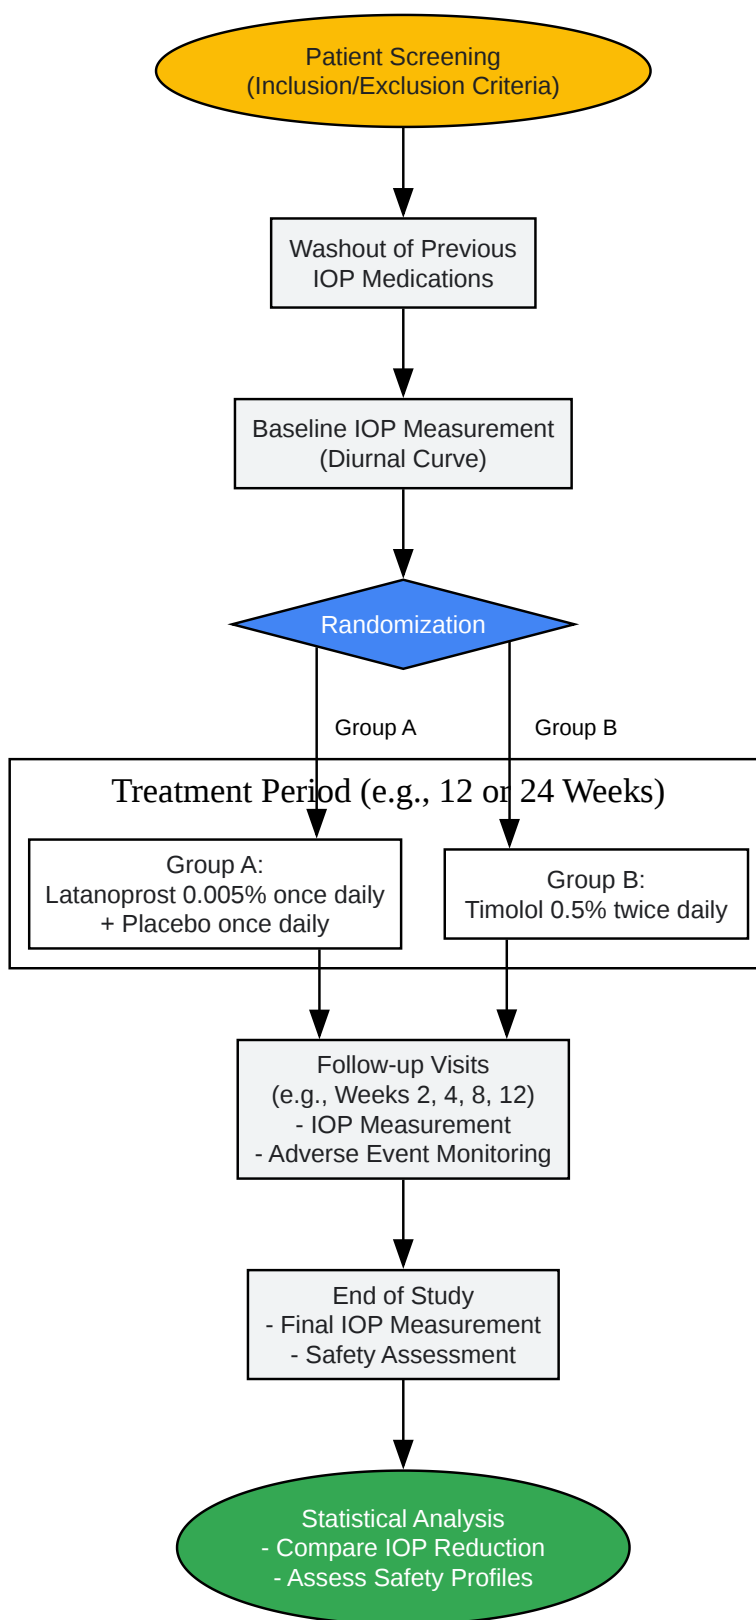 Patient Screening
(Inclusion/Exclusion Criteria)
Washout of Previous
IOP Medications
Baseline IOP Measurement
(Diurnal Curve)
Randomization
Group A
Group B
Treatment Period (e.g., 12 or 24 Weeks)
Group A:
Latanoprost 0.005% once daily
+ Placebo once daily
Group B:
Timolol 0.5% twice daily
Follow-up Visits
(e.g., Weeks 2, 4, 8, 12)
- IOP Measurement
- Adverse Event Monitoring
End of Study
- Final IOP Measurement
- Safety Assessment
Statistical Analysis
- Compare IOP Reduction
- Assess Safety Profiles